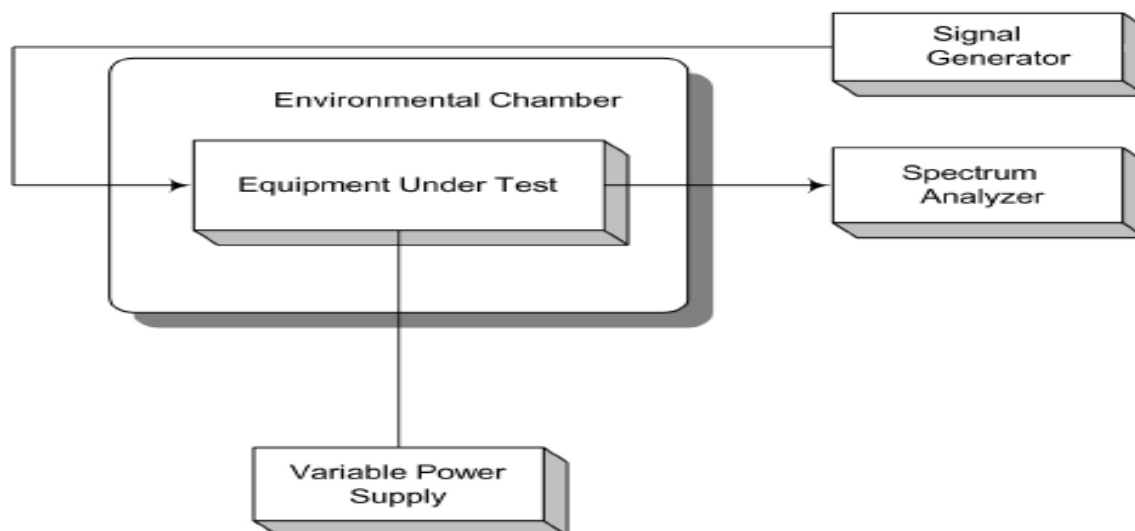 Signal
Generator
Environmental Chamber
Equipment Under Test
Spectrum
Analyzer
Variable Power
Supply